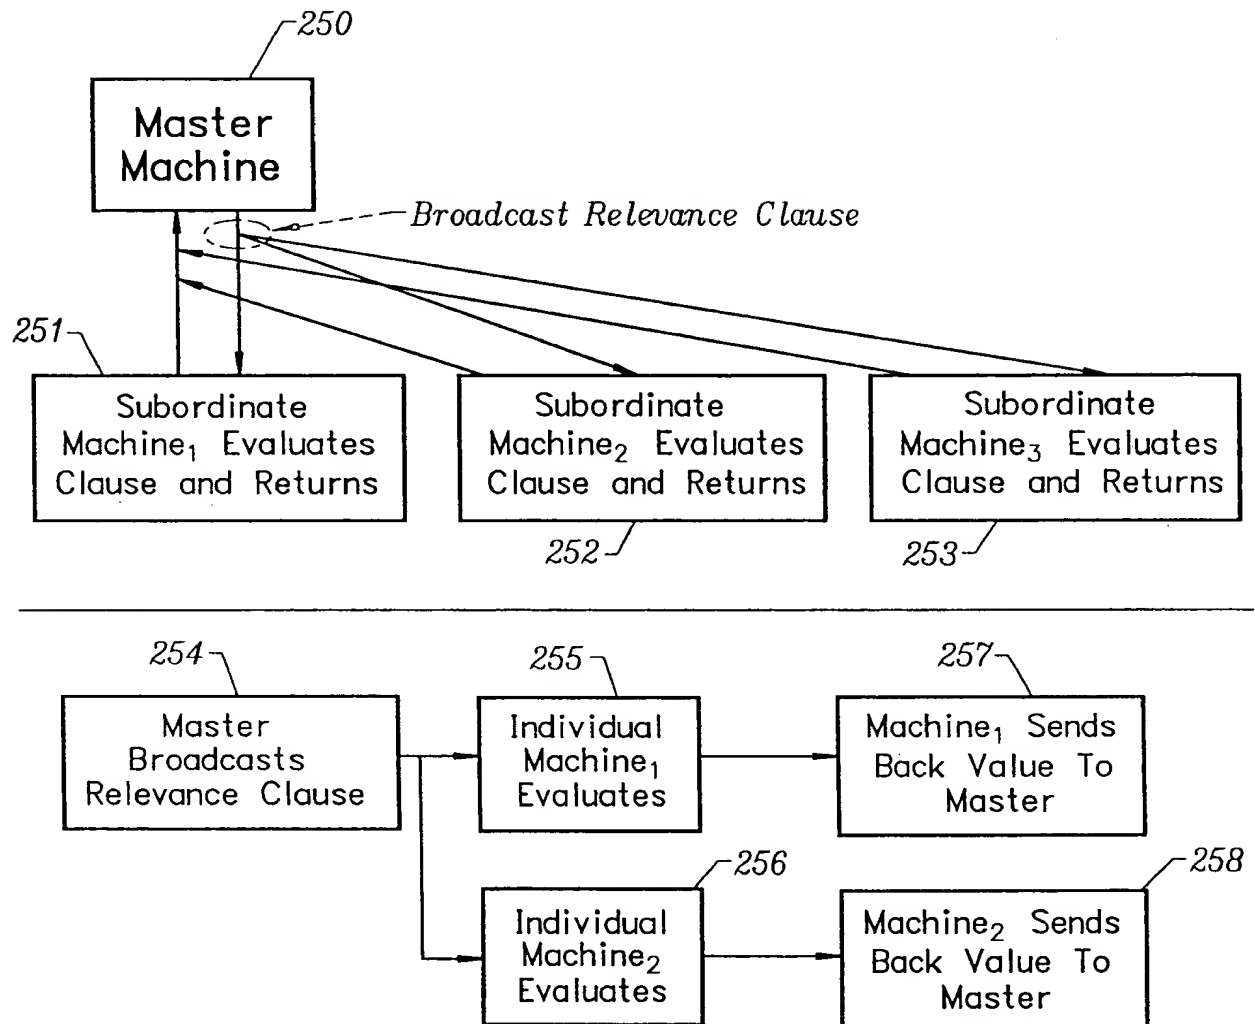 250
Master
Machine
Broadcast Relevance Clause
251
Subordinate
Machine₁ Evaluates
Clause and Returns
Subordinate
Machine₂ Evaluates
Clause and Returns
252
Subordinate
Machine₃ Evaluates
Clause and Returns
253
254
Master
Broadcasts
Relevance Clause
255
Individual
Machine₁
Evaluates
257
Machine₁ Sends
Back Value To
Master
256
Individual
Machine₂
Evaluates
258
Machine₂ Sends
Back Value To
Master